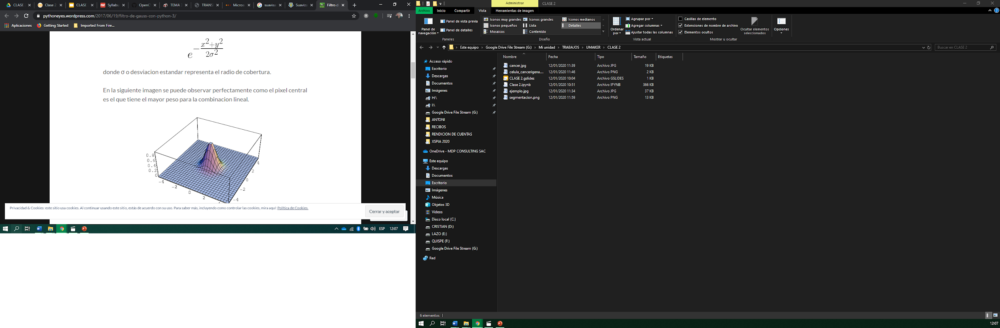 CLASE
Clase 2.
CLASE
Syllabu
OpenC
TEMA
TRANS
Micros
suavisa
Suaviza
Filtro d
pythoneyes.wordpress.com/2017/06/19/filtro-de-gauss-con-python-3/
Aplicaciones
Getting Started
Imported From Fire...
e^{-\frac{x^2+y^2}{2σ^2}}
donde σ o desviacion estandar representa el radio de cobertura.
En la siguiente imagen se puede observar perfectamente como el pixel central
es el que tiene el mayor peso para la combinacion lineal.
0.8
0.6
0.4
0.2
0
-4
-2
0
2
4
2
0
-2
-4
Privacidad & Cookies: este sitio usa cookies. Al continuar usando este sitio, estás de acuerdo con su uso. Para saber más, incluyendo como controlar las cookies, mira aquí: Política de Cookies.
Cerrar y aceptar
ESP 12:07
Administrar
CLASE 2
Archivo Inicio Compartir Vista Herramientas de imagen
Panel de
navegación
Panel de vista previa
Panel de detalles
Paneles
Iconos muy grandes Iconos grandes Iconos medianos
Iconos pequeños Lista Detalles
Mosaicos Contenido
Diseño
Ordenar
por
Agrupar por
Agregar columnas
Ajustar todas las columnas
Vista actual
Casillas de elemento
Extensiones de nombre de archivo
Elementos ocultos
Ocultar elementos
seleccionados
Mostrar u ocultar
Opciones
Este equipo > Google Drive File Stream (G:) > Mi unidad > TRABAJOS > UMAKER > CLASE 2
Buscar en CLASE 2
Acceso rápido
Escritorio
Descargas
Documentos
Imágenes
H:\
I:\
Google Drive File Stream (G:)
ANTONI
RECIBOS
RENDICION DE CUENTAS
XSPIA 2020
OneDrive - MDP CONSULTING SAC
Este equipo
Descargas
Documentos
Escritorio
Imágenes
Música
Objetos 3D
Vídeos
Disco local (C:)
CRISTIAN (D:)
LAZO (E:)
QUISPE (F:)
Google Drive File Stream (G:)
Red
Nombre Fecha Tipo Tamaño Etiquetas
cancer.jpg 12/01/2020 11:39 Archivo JPG 19 KB
celula_cancerigena.... 12/01/2020 11:46 Archivo PNG 2 KB
CLASE 2.gslides 12/01/2020 10:04 Archivo GSLIDES 1 KB
Clase 2.ipynb 12/01/2020 10:51 Archivo IPYNB 366 KB
ejemplo.jpg 12/01/2020 11:34 Archivo JPG 37 KB
segmentacion.png 12/01/2020 11:59 Archivo PNG 13 KB
6 elementos
12:07